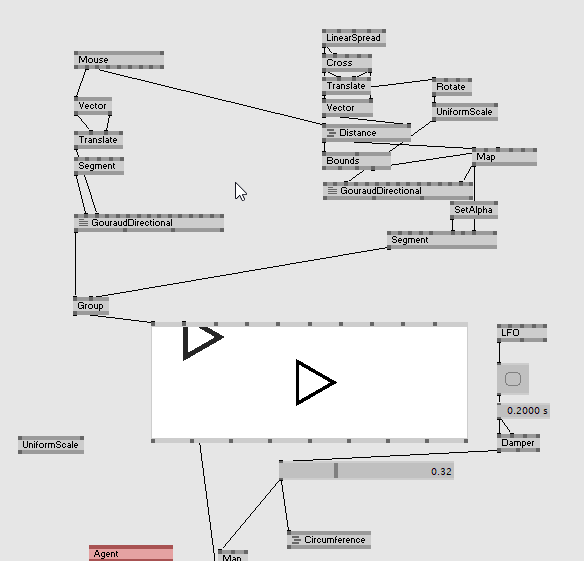 LinearSpread
Mouse
Cross
Translate
Rotate
Vector
Vector
UniformScale
Distance
Translate
Bounds
Map
Segment
GouraudDirectional
SetAlpha
GouraudDirectional
Segment
Group
LFO
0.2000 s
UniformScale
Damper
0.32
Circumference
Agent
Map